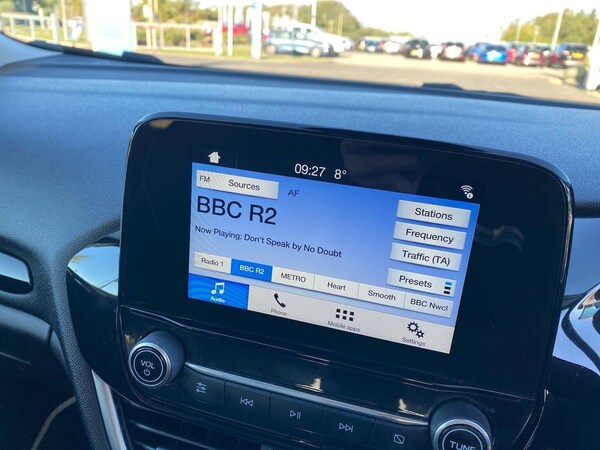 09:27 8°
FM Sources AF
BBC R2
Now Playing: Don't Speak by No Doubt
Stations
Frequency
Traffic (TA)
Presets
Radio 1 BBC R2 METRO Heart Smooth BBC Nwcl
Audio Phone Mobile apps Settings
VOL
TUNE